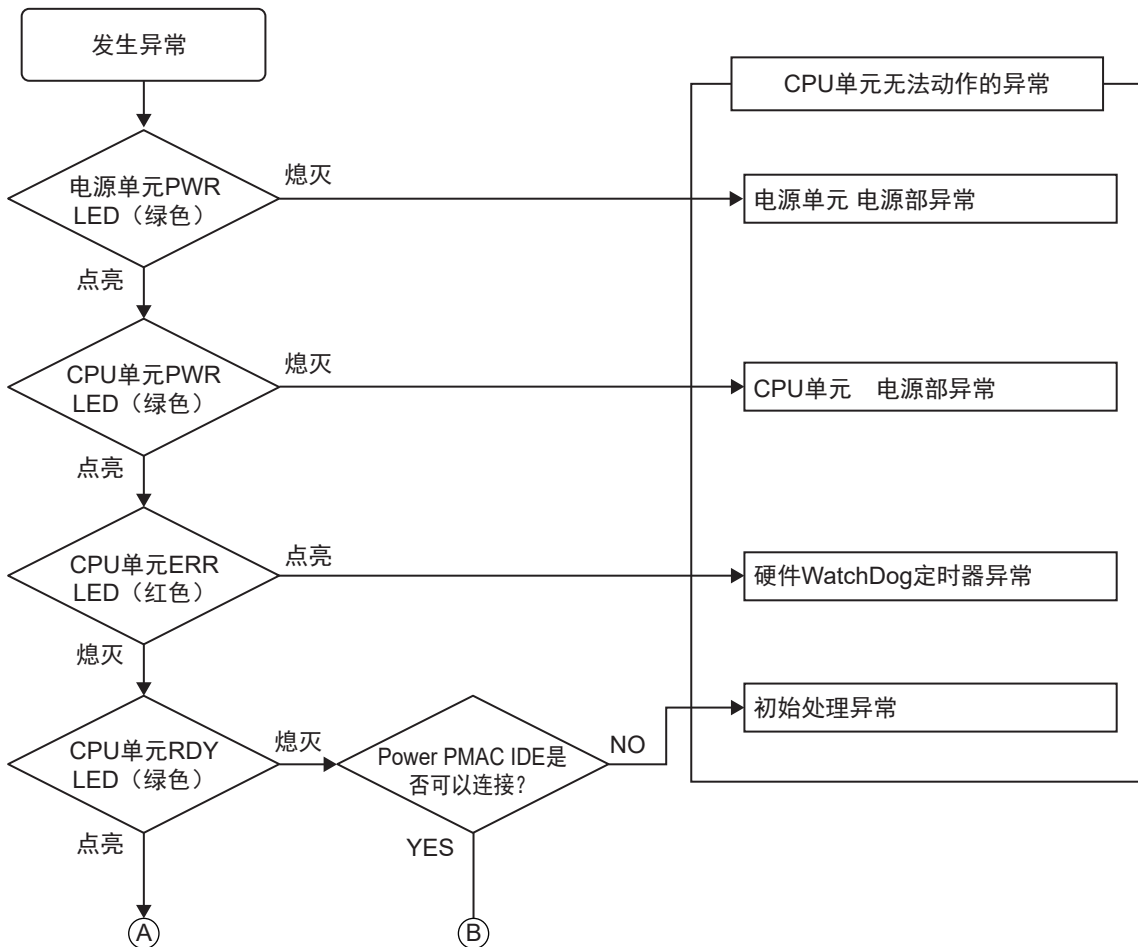 发生异常
CPU单元无法动作的异常
电源单元PWR
LED（绿色）
熄灭
电源单元 电源部异常
点亮
CPU单元PWR
LED（绿色）
熄灭
CPU单元　电源部异常
点亮
CPU单元ERR
LED（红色）
点亮
硬件WatchDog定时器异常
熄灭
CPU单元RDY
LED（绿色）
熄灭
Power PMAC IDE是
否可以连接？
NO
初始处理异常
点亮
YES
A
B